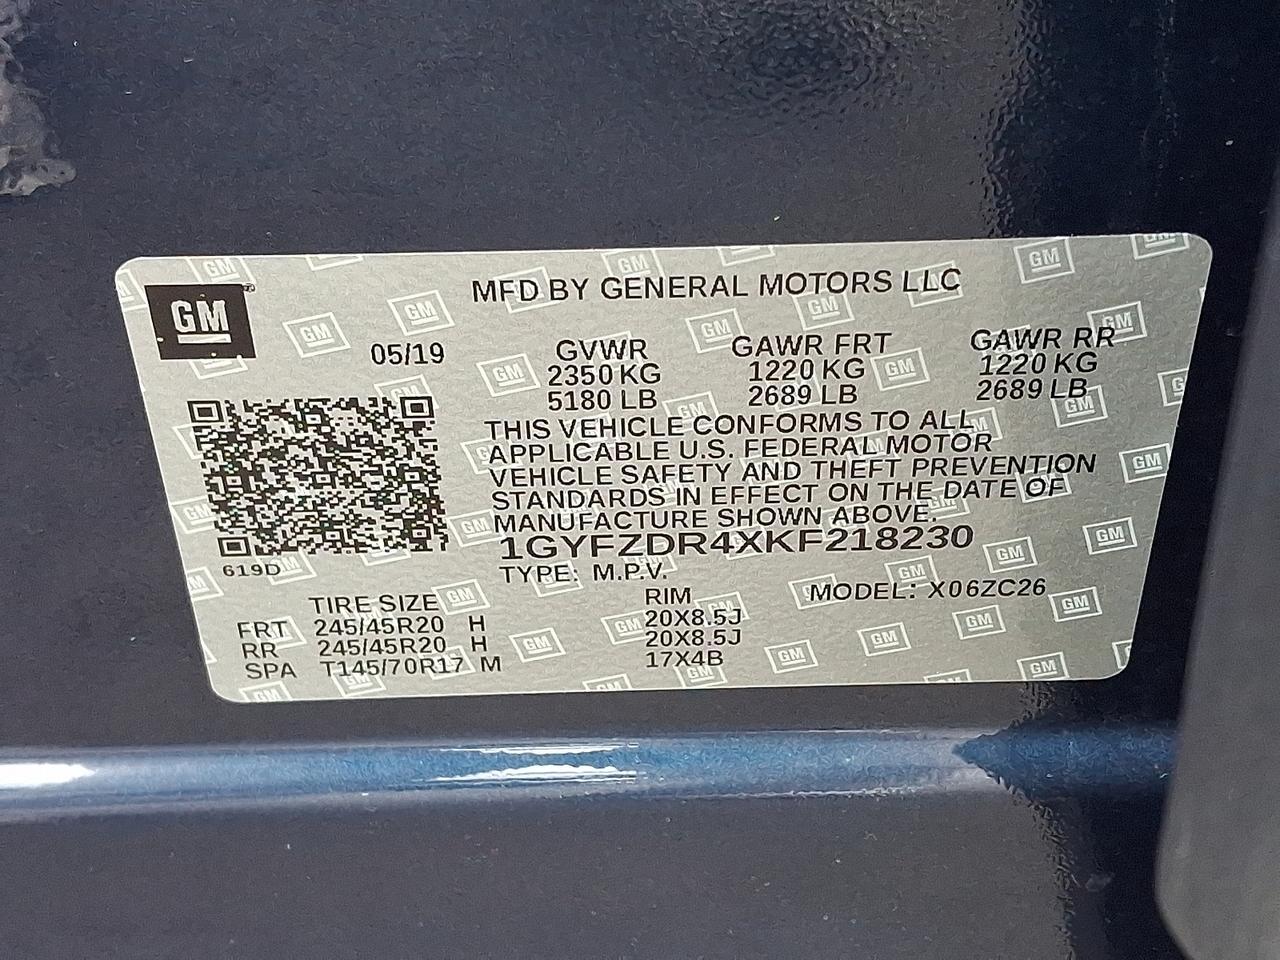 GM
MFD BY GENERAL MOTORS LLC
05/19
GVWR GAWR FRT GAWR RR
2350 KG 1220 KG 1220 KG
5180 LB 2689 LB 2689 LB
THIS VEHICLE CONFORMS TO ALL
APPLICABLE U.S. FEDERAL MOTOR
VEHICLE SAFETY AND THEFT PREVENTION
STANDARDS IN EFFECT ON THE DATE OF
MANUFACTURE SHOWN ABOVE.
1GYFZDR4XKF218230
619D
TYPE: M.P.V.
MODEL: X06ZC26
TIRE SIZE RIM
FRT 245/45R20 H 20X8.5J
RR 245/45R20 H 20X8.5J
SPA T145/70R17 M 17X4B